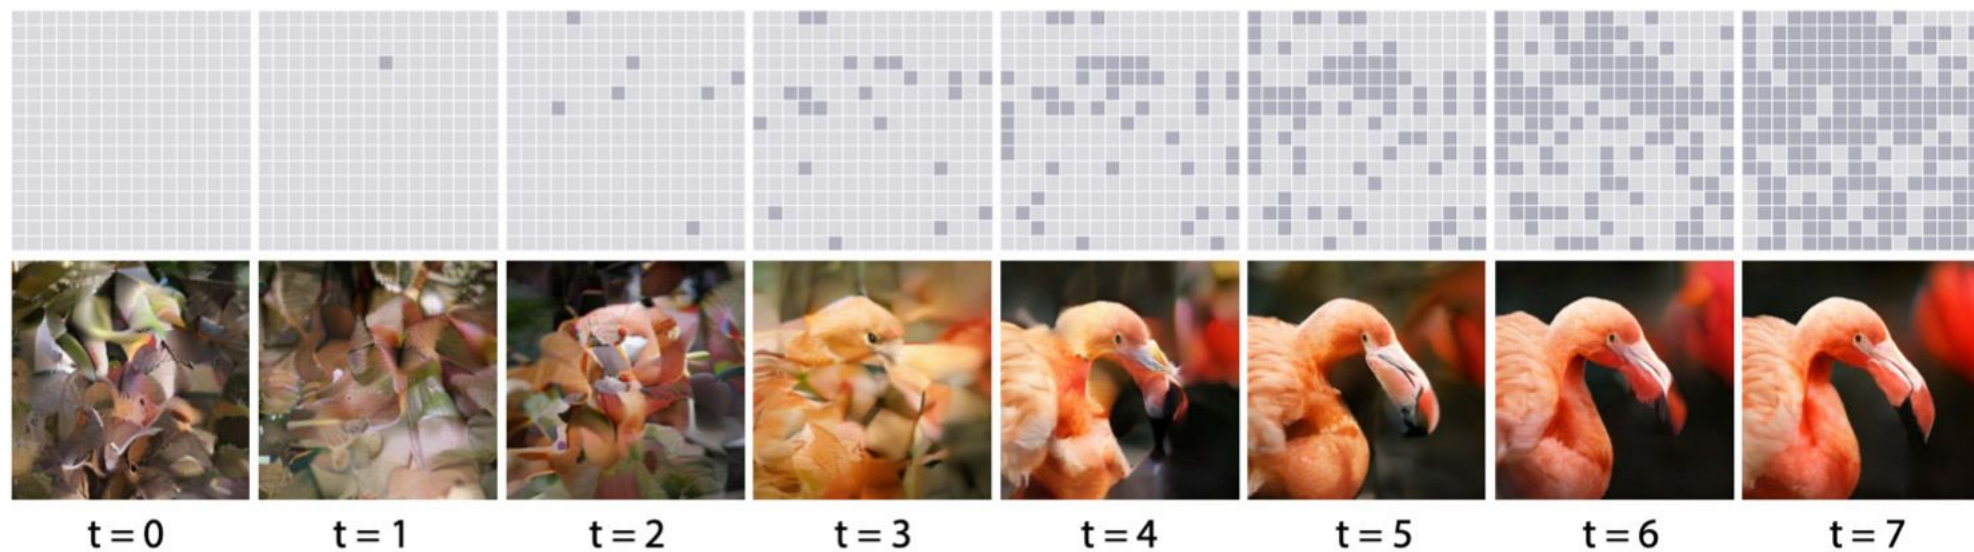 t = 0 t = 1 t = 2 t = 3 t = 4 t = 5 t = 6 t = 7